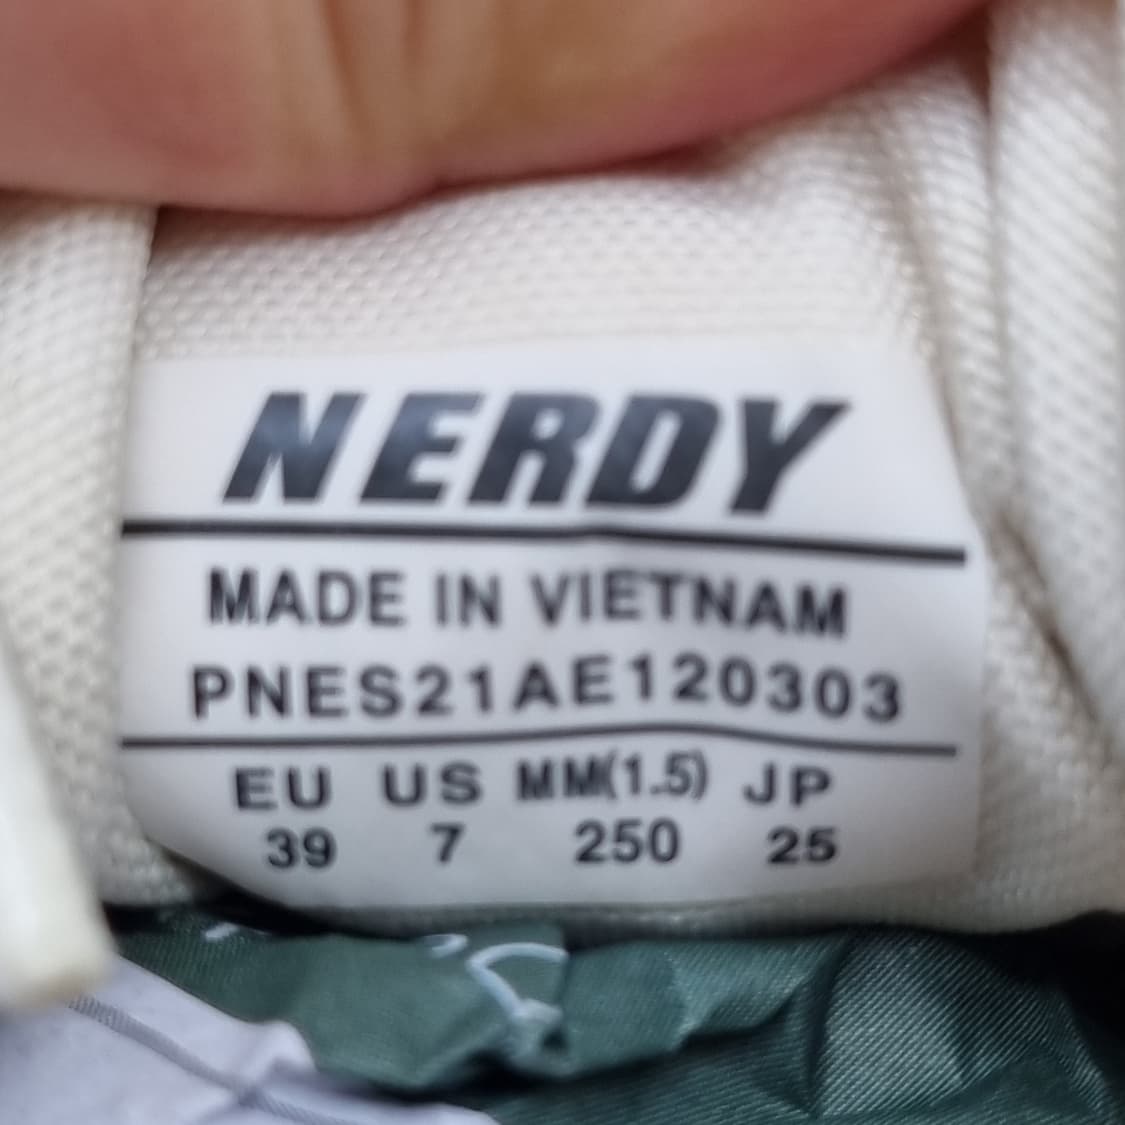 NERDY
MADE IN VIETNAM
PNES21AE120303
EU US MM(1.5) JP
39 7 250 25